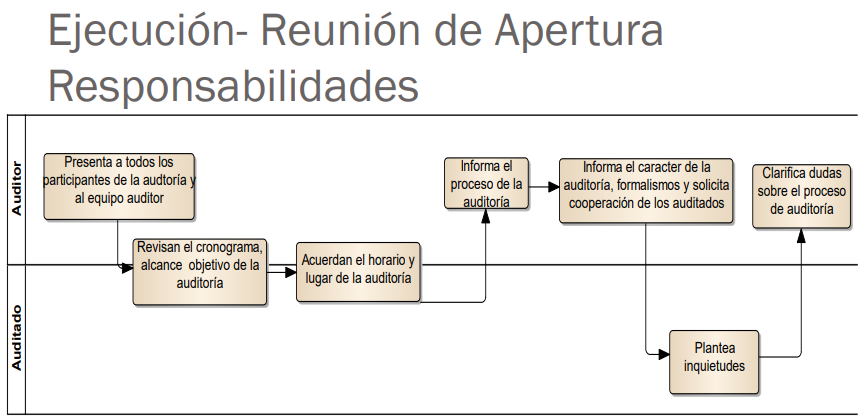 Ejecución- Reunión de Apertura
Responsabilidades
Auditor
Presenta a todos los
participantes de la audtoría y
al equipo auditor
Revisan el cronograma,
alcance objetivo de la
auditoría
Acuerdan el horario y
lugar de la auditoría
Informa el
proceso de la
auditoría
Informa el caracter de la
auditoría, formalismos y solicita
cooperación de los auditados
Clarifica dudas
sobre el proceso
de auditoría
Auditado
Plantea
inquietudes